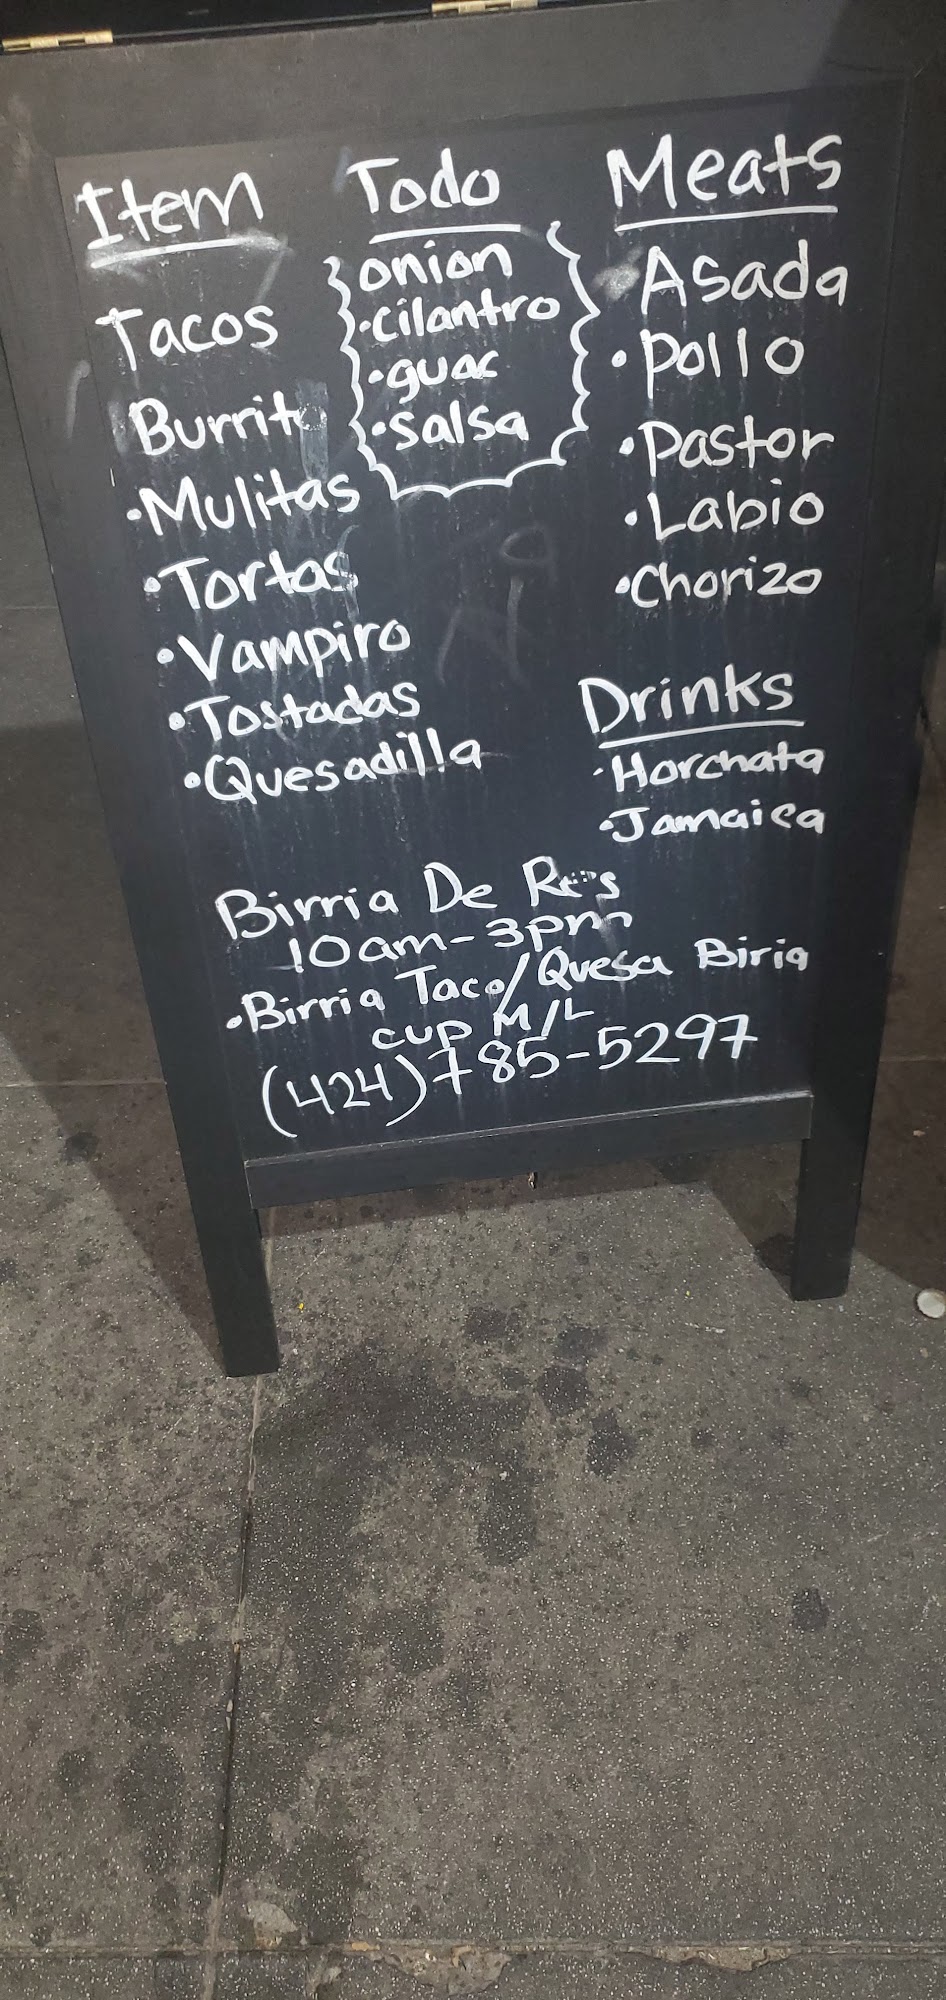 Item
Tacos
Burrito
•Mulitas
•Tortas
•Vampiro
•Tostadas
•Quesadilla
Todo
onion
•cilantro
•guac
•salsa
Meats
Asada
•Pollo
•Pastor
•Labio
•Chorizo
Drinks
•Horchata
•Jamaica
Birria De Res
10am-3pm
•Birria Taco/Quesa Biria
cup M/L
(424)785-5297